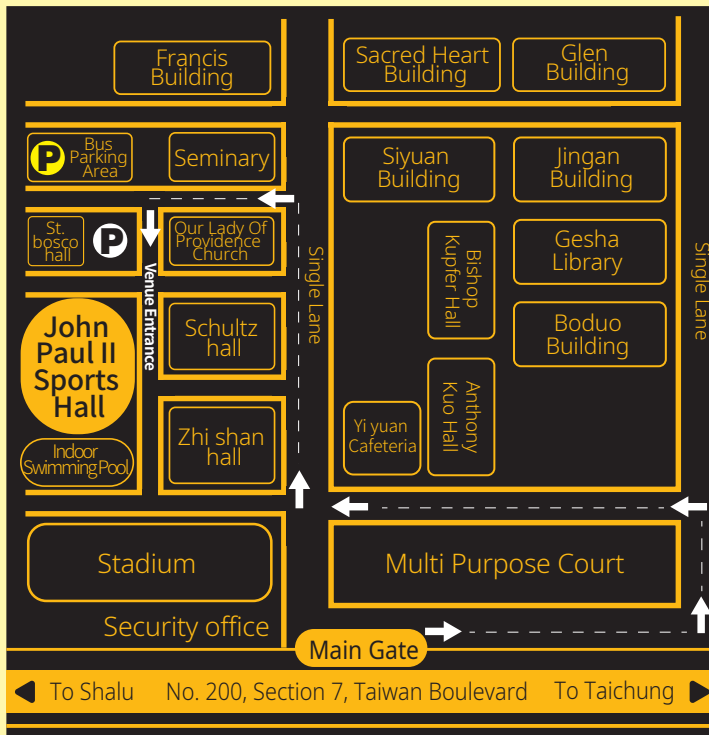 Francis
Building
Sacred Heart
Building
Glen
Building
P
Bus
Parking
Area
Seminary
Siyuan
Building
Jingan
Building
St.
bosco
hall
P
Our Lady Of
Providence
Church
Venue Entrance
Single Lane
Bishop
Kupfer Hall
Gesha
Library
Single Lane
John
Paul II
Sports
Hall
Schultz
hall
Boduo
Building
Indoor
Swimming Pool
Zhi shan
hall
Yi yuan
Cafeteria
Anthony
Kuo Hall
Stadium
Multi Purpose Court
Security office
Main Gate
To Shalu
No. 200, Section 7, Taiwan Boulevard
To Taichung